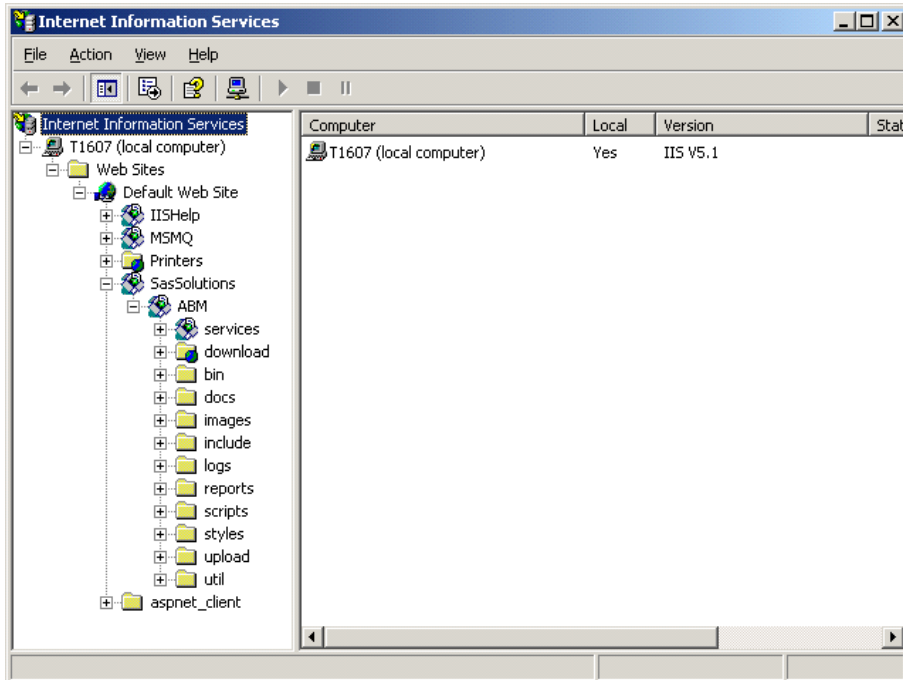 Internet Information Services
File Action View Help
Internet Information Services
T1607 (local computer)
Web Sites
Default Web Site
IISHelp
MSMQ
Printers
SasSolutions
ABM
services
download
bin
docs
images
include
logs
reports
scripts
styles
upload
util
aspnet_client
Computer Local Version Stat
T1607 (local computer) Yes IIS V5.1